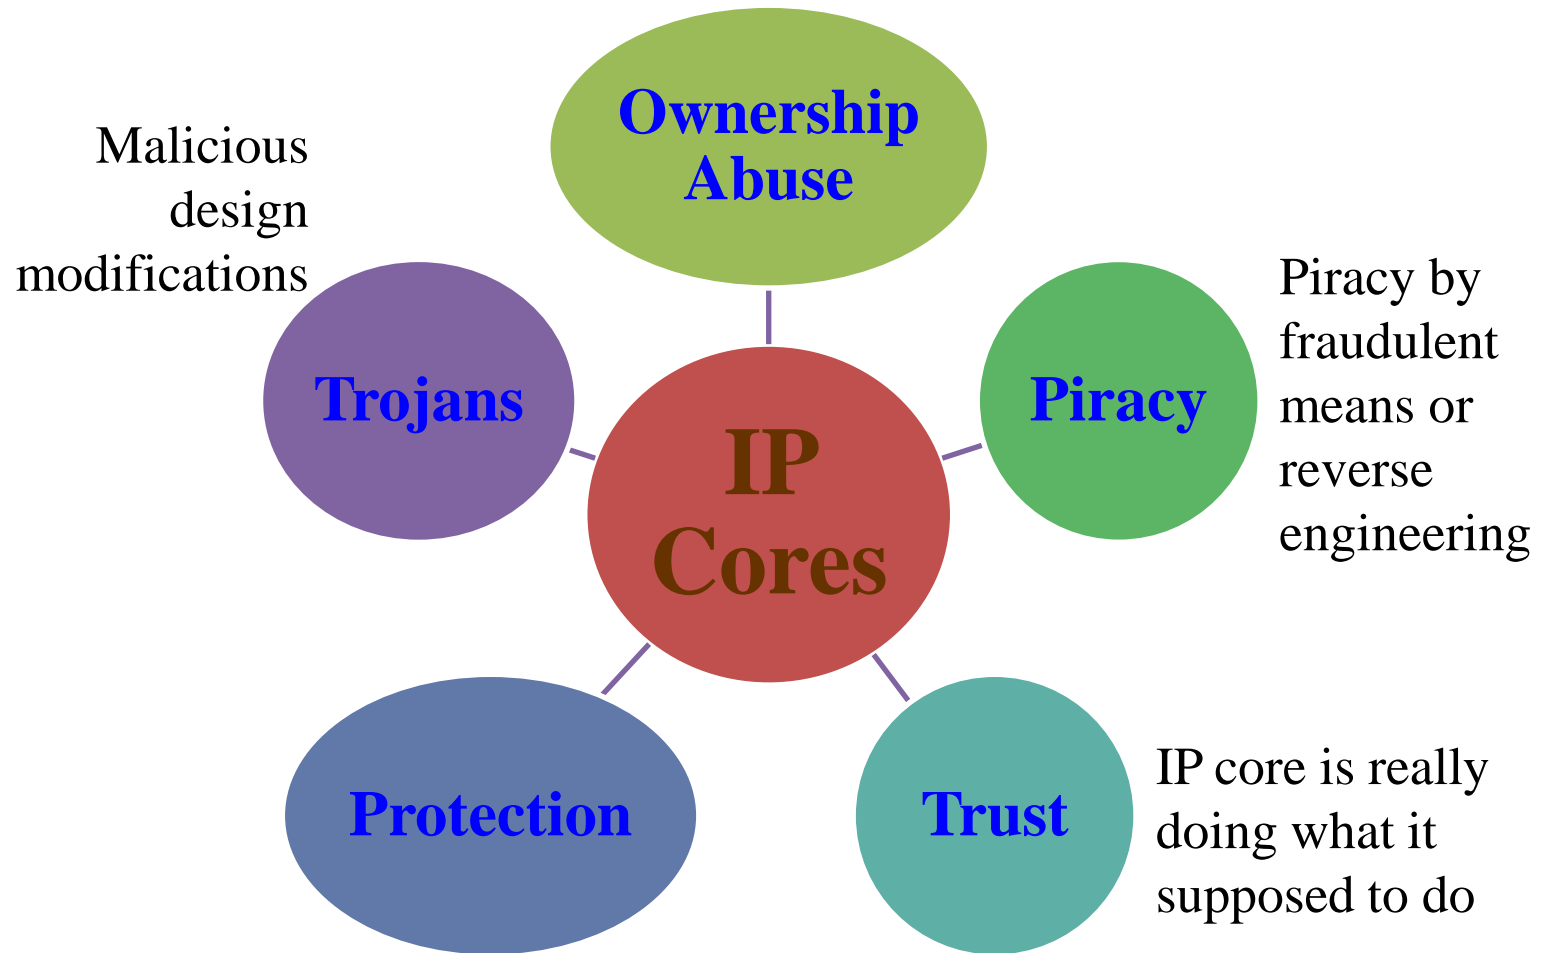 Ownership
Abuse
Malicious
design
modifications
Trojans
Piracy
Piracy by
fraudulent
means or
reverse
engineering
IP
Cores
Protection
Trust
IP core is really
doing what it
supposed to do